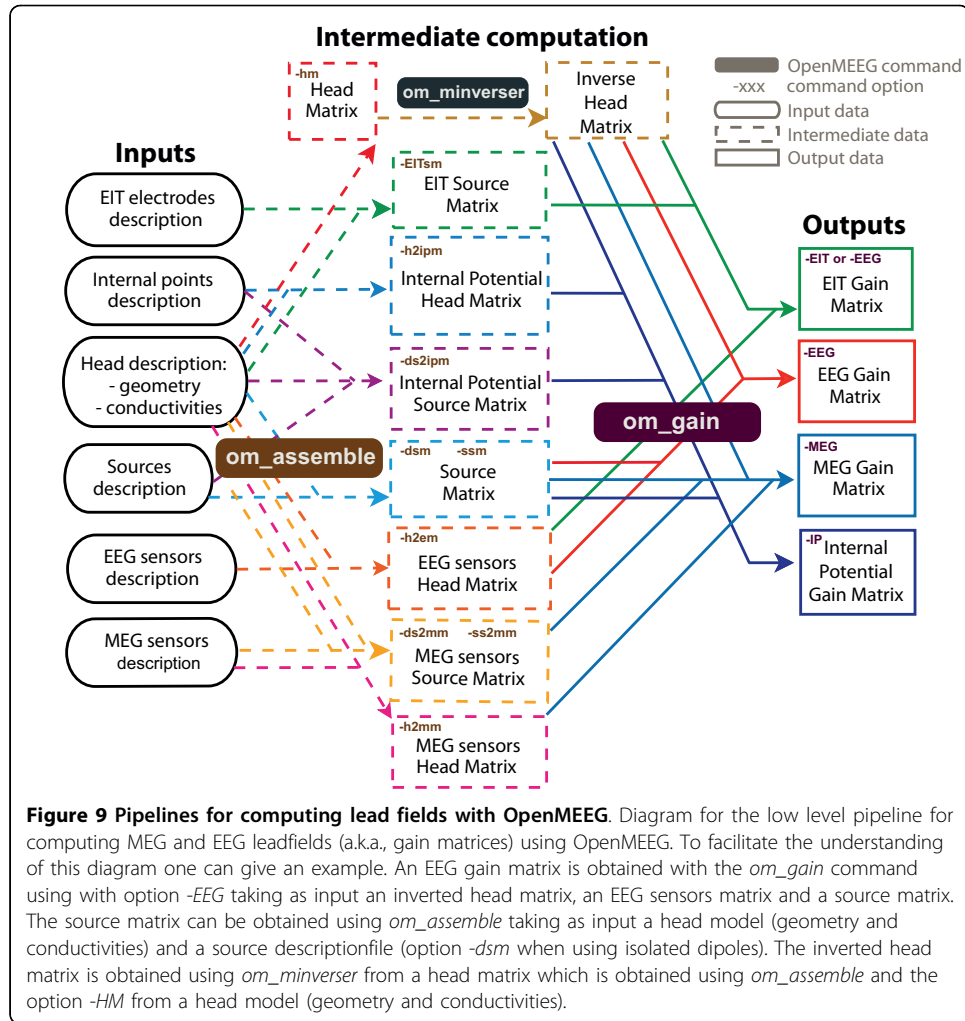 Intermediate computation
-hm
Head
Matrix
om_minverser
Inverse
Head
Matrix
OpenMEEG command
-xxx command option
Input data
Intermediate data
Output data
Inputs
EIT electrodes
description
Internal points
description
Head description:
- geometry
- conductivities
Sources
description
EEG sensors
description
MEG sensors
description
om_assemble
-EITsm
EIT Source
Matrix
-h2ipm
Internal Potential
Head Matrix
-ds2ipm
Internal Potential
Source Matrix
-dsm -ssm
Source
Matrix
-h2em
EEG sensors
Head Matrix
-ds2mm -ss2mm
MEG sensors
Source Matrix
-h2mm
MEG sensors
Head Matrix
om_gain
Outputs
-EIT or -EEG
EIT Gain
Matrix
-EEG
EEG Gain
Matrix
-MEG
MEG Gain
Matrix
-IP
Internal
Potential
Gain Matrix
Figure 9 Pipelines for computing lead fields with OpenMEEG. Diagram for the low level pipeline for
computing MEG and EEG leadfields (a.k.a., gain matrices) using OpenMEEG. To facilitate the understanding
of this diagram one can give an example. An EEG gain matrix is obtained with the om_gain command
using with option -EEG taking as input an inverted head matrix, an EEG sensors matrix and a source matrix.
The source matrix can be obtained using om_assemble taking as input a head model (geometry and
conductivities) and a source descriptionfile (option -dsm when using isolated dipoles). The inverted head
matrix is obtained using om_minverser from a head matrix which is obtained using om_assemble and the
option -HM from a head model (geometry and conductivities).